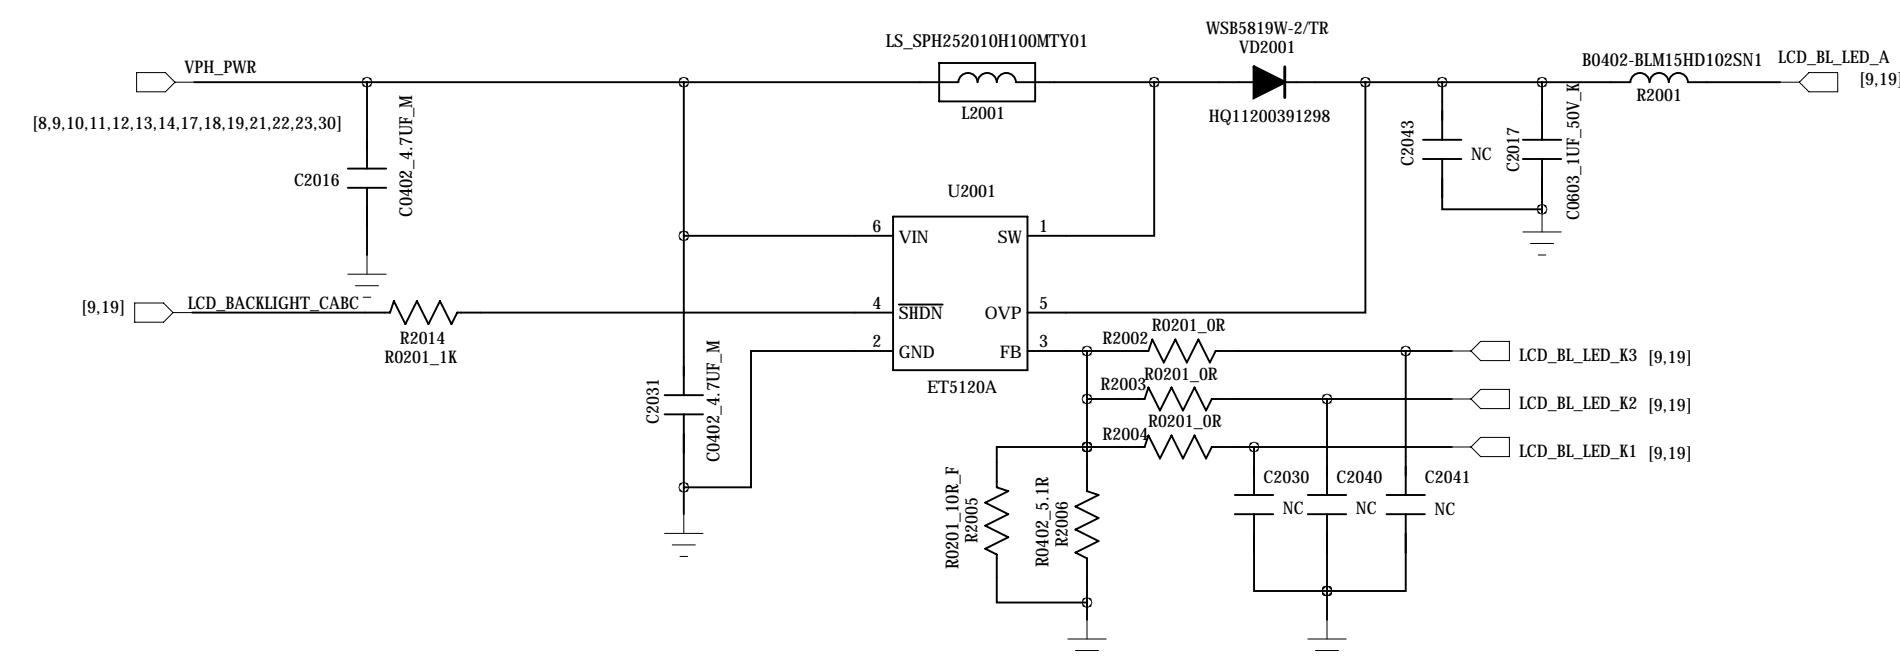 WSB5819W-2/TR
VD2001
LS_SPH252010H100MTY01
L2001
HQ11200391298
B0402-BLM15HD102SN1
R2001
LCD_BL_LED_A
[9,19]
VPH_PWR
[8,9,10,11,12,13,14,17,18,19,21,22,23,30]
C2016
C0402_4.7UF_M
C2043
NC
C2017
C0603_1UF_50V_K
U2001
6
VIN
SW
1
[9,19]
LCD_BACKLIGHT_CABC
R2014
R0201_1K
4
SHDN
OVP
5
2
GND
FB
3
ET5120A
C2031
C0402_4.7UF_M
R2002
R0201_0R
LCD_BL_LED_K3
[9,19]
R2003
R0201_0R
LCD_BL_LED_K2
[9,19]
R2004
R0201_0R
LCD_BL_LED_K1
[9,19]
R0201_10R_F
R2005
R0402_5.1R
R2006
C2030
NC
C2040
NC
C2041
NC